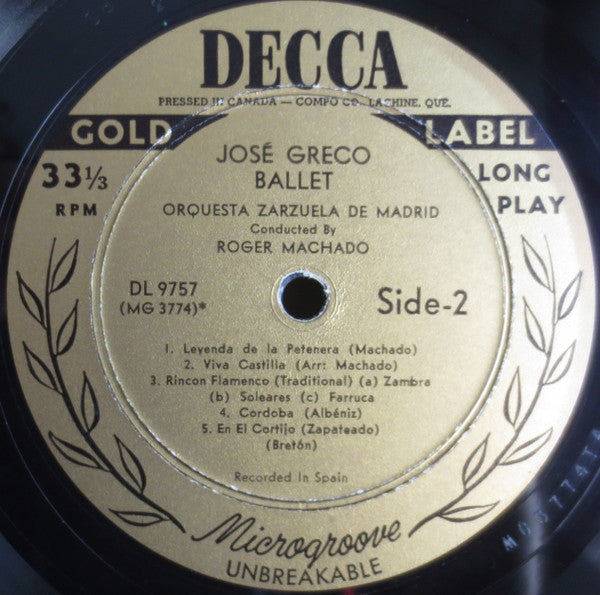 DECCA
PRESSED IN CANADA — COMPO CO., LACHINE, QUE.
GOLD LABEL
33⅓ LONG
RPM PLAY
JOSÉ GRECO
BALLET
ORQUESTA ZARZUELA DE MADRID
Conducted By
ROGER MACHADO
DL 9757
(MG 3774)*
Side-2
1. Leyenda de la Petenera (Machado)
2. Viva Castilla (Arr: Machado)
3. Rincon Flamenco (Traditional) (a) Zambra
(b) Soleares (c) Farruca
4. Cordoba (Albéniz)
5. En El Cortijo (Zapateado)
(Bretón)
Recorded In Spain
Microgroove
UNBREAKABLE